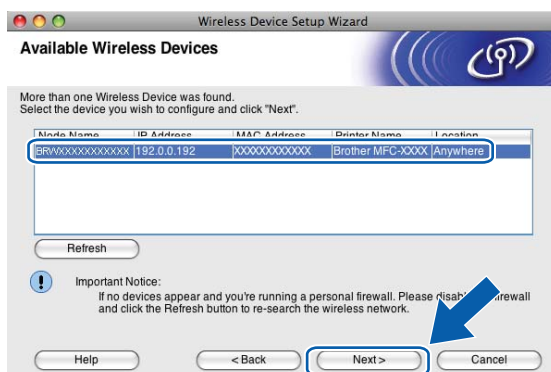 Wireless Device Setup Wizard
Available Wireless Devices
More than one Wireless Device was found.
Select the device you wish to configure and click "Next".
Node Name IP Address MAC Address Printer Name Location
BRWXXXXXXXXXXXX 192.0.0.192 XXXXXXXXXXXX Brother MFC-XXXX Anywhere
Refresh
Important Notice:
If no devices appear and you're running a personal firewall. Please firewall
and click the Refresh button to re-search the wireless network.
Help < Back Next > Cancel